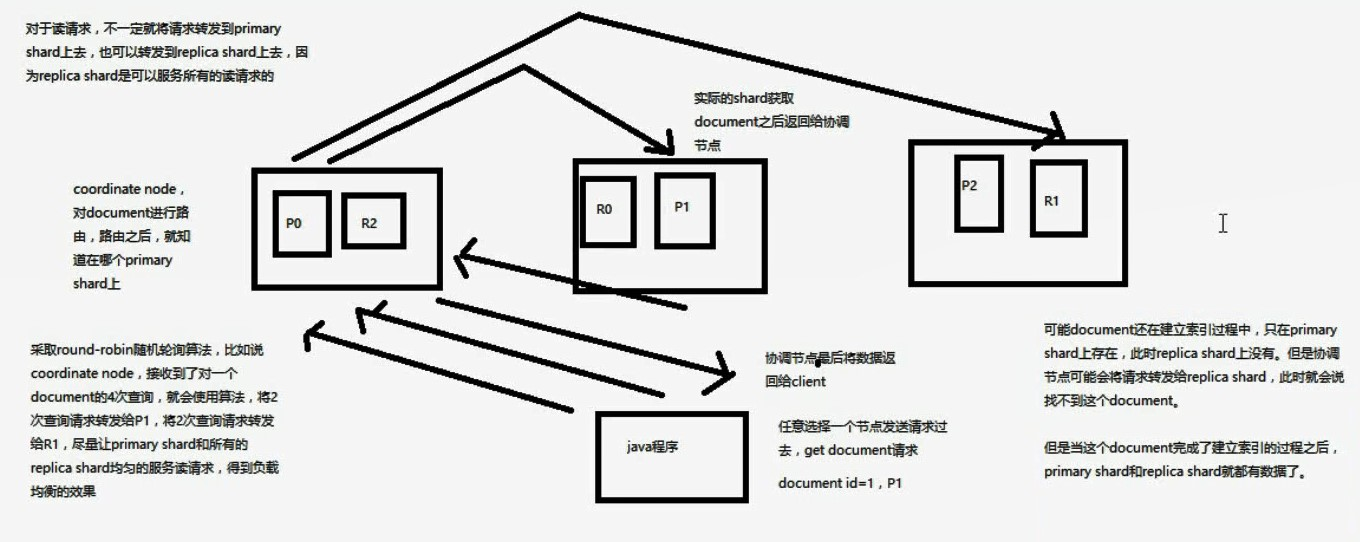 对于读请求，不一定就将请求转发到primary
shard上去，也可以转发到replica shard上去，因
为replica shard是可以服务所有的读请求的
实际的shard获取
document之后返回给协调
节点
coordinate node，
对document进行路
由，路由之后，就知
道在哪个primary
shard上
P0
R2
R0
P1
P2
R1
采取round-robin随机轮询算法，比如说
coordinate node，接收到了对一个
document的4次查询，就会使用算法，将2
次查询请求转发给P1，将2次查询请求转发
给R1，尽量让primary shard和所有的
replica shard均匀的服务读请求，得到负载
均衡的效果
协调节点最后将数据返
回给client
java程序
任意选择一个节点发送请求过
去，get document请求
document id=1，P1
可能document还在建立索引过程中，只在primary
shard上存在，此时replica shard上没有。但是协调
节点可能会将请求转发给replica shard，此时就会说
找不到这个document。
但是当这个document完成了建立索引的过程之后，
primary shard和replica shard就都有数据了。